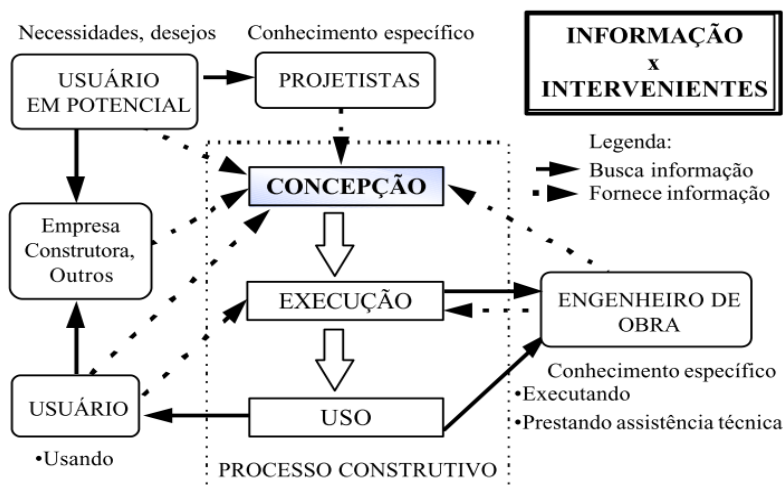 Necessidades, desejos
Conhecimento específico
INFORMAÇÃO
x
INTERVENIENTES
USUÁRIO
EM POTENCIAL
PROJETISTAS
Legenda:
Busca informação
Fornece informação
CONCEPÇÃO
Empresa
Construtora,
Outros
EXECUÇÃO
ENGENHEIRO DE
OBRA
Conhecimento específico
•Executando
•Prestando assistência técnica
USUÁRIO
USO
•Usando
PROCESSO CONSTRUTIVO